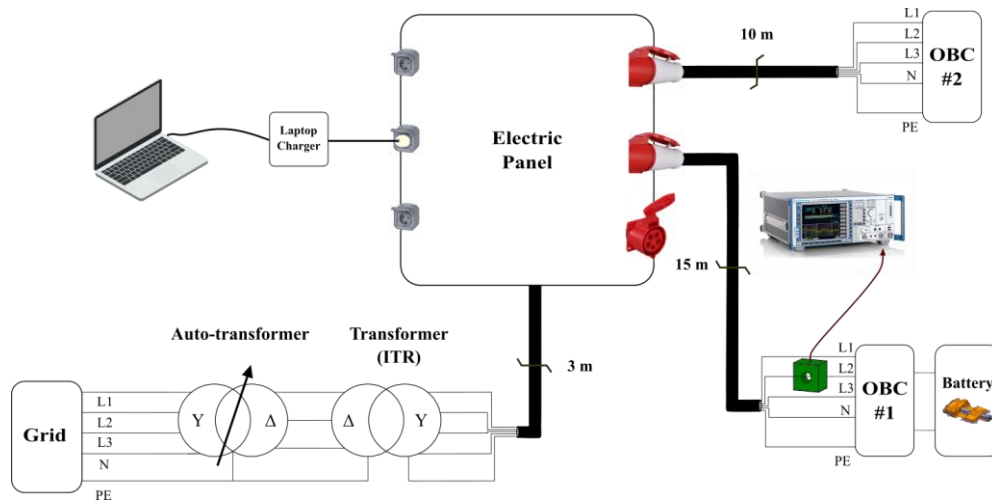 L1
L2
L3
N
PE
OBC
#2
10 m
Laptop
Charger
Electric
Panel
15 m
Auto-transformer
Transformer
(ITR)
3 m
L1
L2
L3
N
PE
OBC
#1
Battery
Grid
L1
L2
L3
N
PE
Y
Δ
Δ
Y